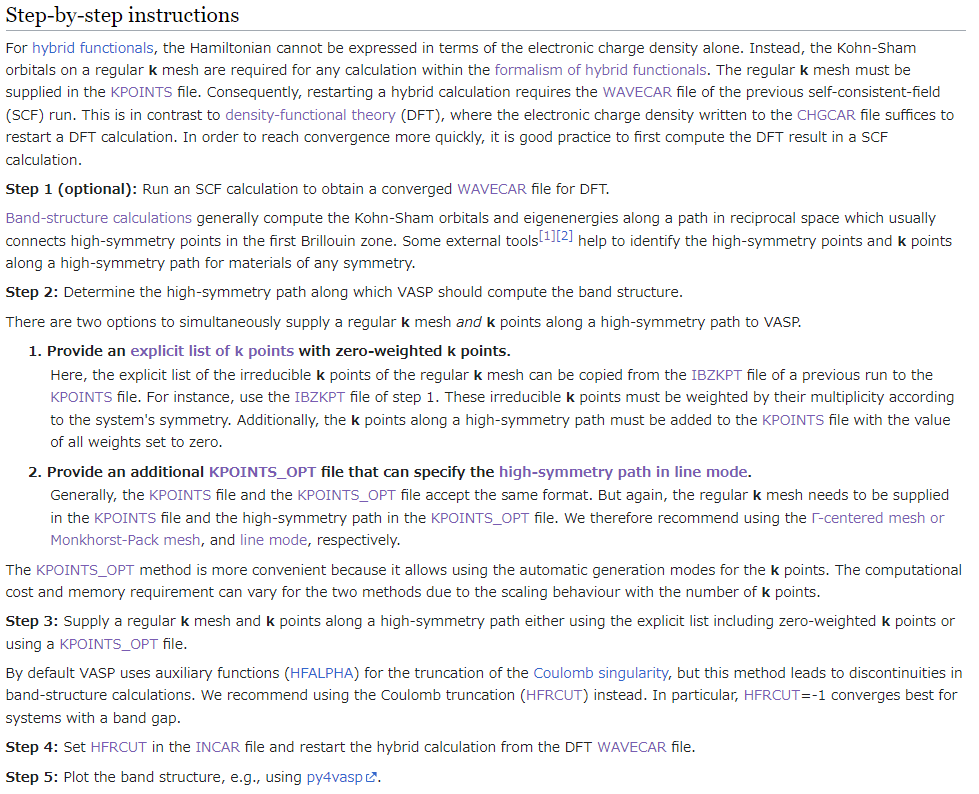 Step-by-step instructions
For hybrid functionals, the Hamiltonian cannot be expressed in terms of the electronic charge density alone. Instead, the Kohn-Sham
orbitals on a regular k mesh are required for any calculation within the formalism of hybrid functionals. The regular k mesh must be
supplied in the KPOINTS file. Consequently, restarting a hybrid calculation requires the WAVECAR file of the previous self-consistent-field
(SCF) run. This is in contrast to density-functional theory (DFT), where the electronic charge density written to the CHGCAR file suffices to
restart a DFT calculation. In order to reach convergence more quickly, it is good practice to first compute the DFT result in a SCF
calculation.
Step 1 (optional): Run an SCF calculation to obtain a converged WAVECAR file for DFT.
Band-structure calculations generally compute the Kohn-Sham orbitals and eigenenergies along a path in reciprocal space which usually
connects high-symmetry points in the first Brillouin zone. Some external tools[1][2] help to identify the high-symmetry points and k points
along a high-symmetry path for materials of any symmetry.
Step 2: Determine the high-symmetry path along which VASP should compute the band structure.
There are two options to simultaneously supply a regular k mesh and k points along a high-symmetry path to VASP.
1. Provide an explicit list of k points with zero-weighted k points.
Here, the explicit list of the irreducible k points of the regular k mesh can be copied from the IBZKPT file of a previous run to the
KPOINTS file. For instance, use the IBZKPT file of step 1. These irreducible k points must be weighted by their multiplicity according
to the system's symmetry. Additionally, the k points along a high-symmetry path must be added to the KPOINTS file with the value
of all weights set to zero.
2. Provide an additional KPOINTS_OPT file that can specify the high-symmetry path in line mode.
Generally, the KPOINTS file and the KPOINTS_OPT file accept the same format. But again, the regular k mesh needs to be supplied
in the KPOINTS file and the high-symmetry path in the KPOINTS_OPT file. We therefore recommend using the Γ-centered mesh or
Monkhorst-Pack mesh, and line mode, respectively.
The KPOINTS_OPT method is more convenient because it allows using the automatic generation modes for the k points. The computational
cost and memory requirement can vary for the two methods due to the scaling behaviour with the number of k points.
Step 3: Supply a regular k mesh and k points along a high-symmetry path either using the explicit list including zero-weighted k points or
using a KPOINTS_OPT file.
By default VASP uses auxiliary functions (HFALPHA) for the truncation of the Coulomb singularity, but this method leads to discontinuities in
band-structure calculations. We recommend using the Coulomb truncation (HFRCUT) instead. In particular, HFRCUT=-1 converges best for
systems with a band gap.
Step 4: Set HFRCUT in the INCAR file and restart the hybrid calculation from the DFT WAVECAR file.
Step 5: Plot the band structure, e.g., using py4vasp.